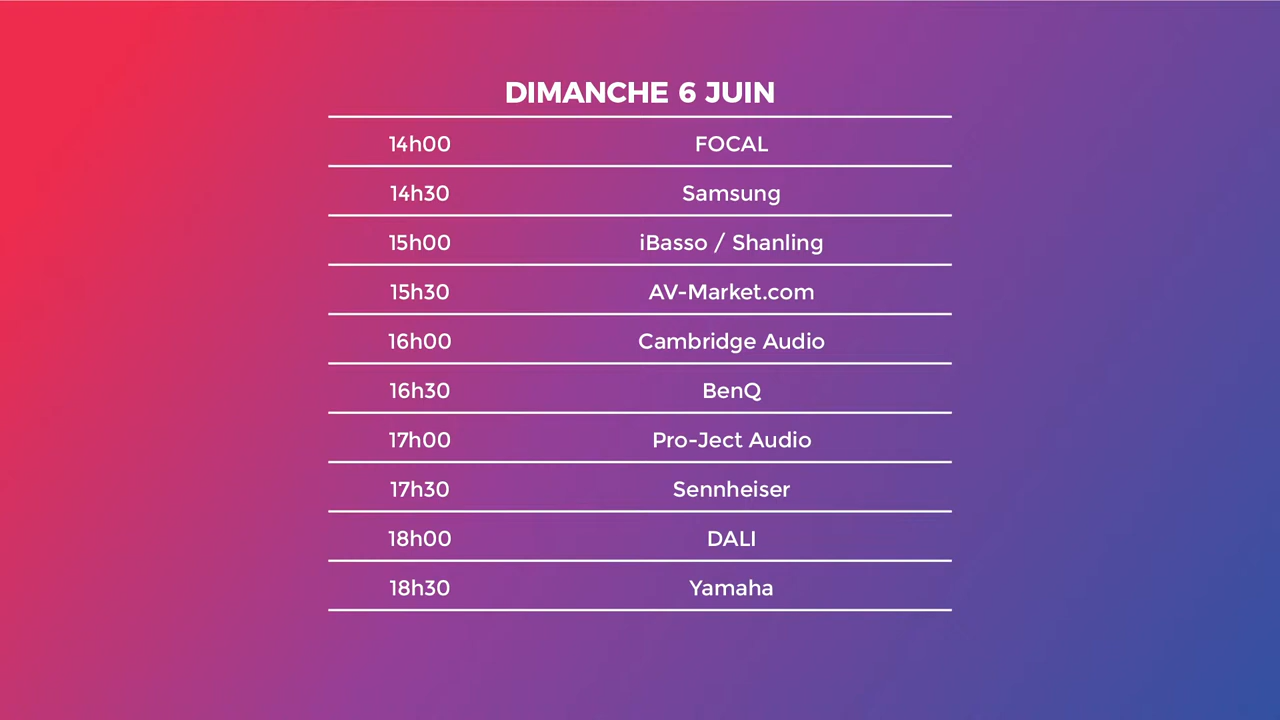 DIMANCHE 6 JUIN
14h00 FOCAL
14h30 Samsung
15h00 iBasso / Shanling
15h30 AV-Market.com
16h00 Cambridge Audio
16h30 BenQ
17h00 Pro-Ject Audio
17h30 Sennheiser
18h00 DALI
18h30 Yamaha